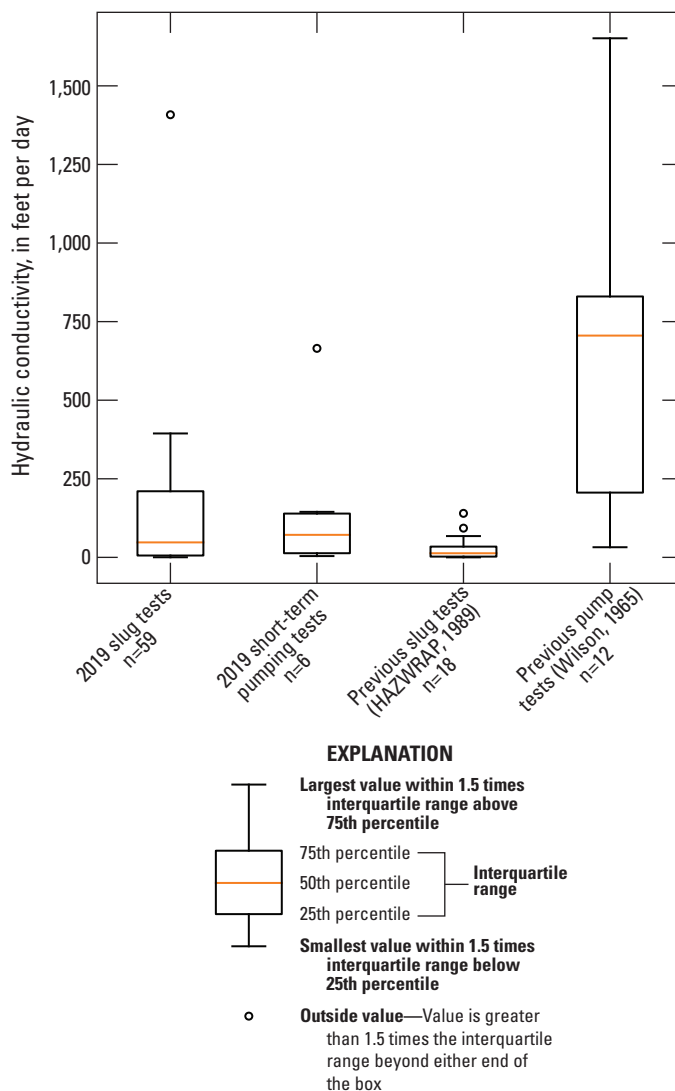 Hydraulic conductivity, in feet per day
1,500
1,250
1,000
750
500
250
0
2019 slug tests
n=59
2019 short-term
pumping tests
n=6
Previous slug tests
(HAZWRAP, 1989)
n=18
Previous pump
tests (Wilson, 1965)
n=12
EXPLANATION
Largest value within 1.5 times
interquartile range above
75th percentile
75th percentile
50th percentile
25th percentile
Interquartile
range
Smallest value within 1.5 times
interquartile range below
25th percentile
Outside value—Value is greater
than 1.5 times the interquartile
range beyond either end of
the box